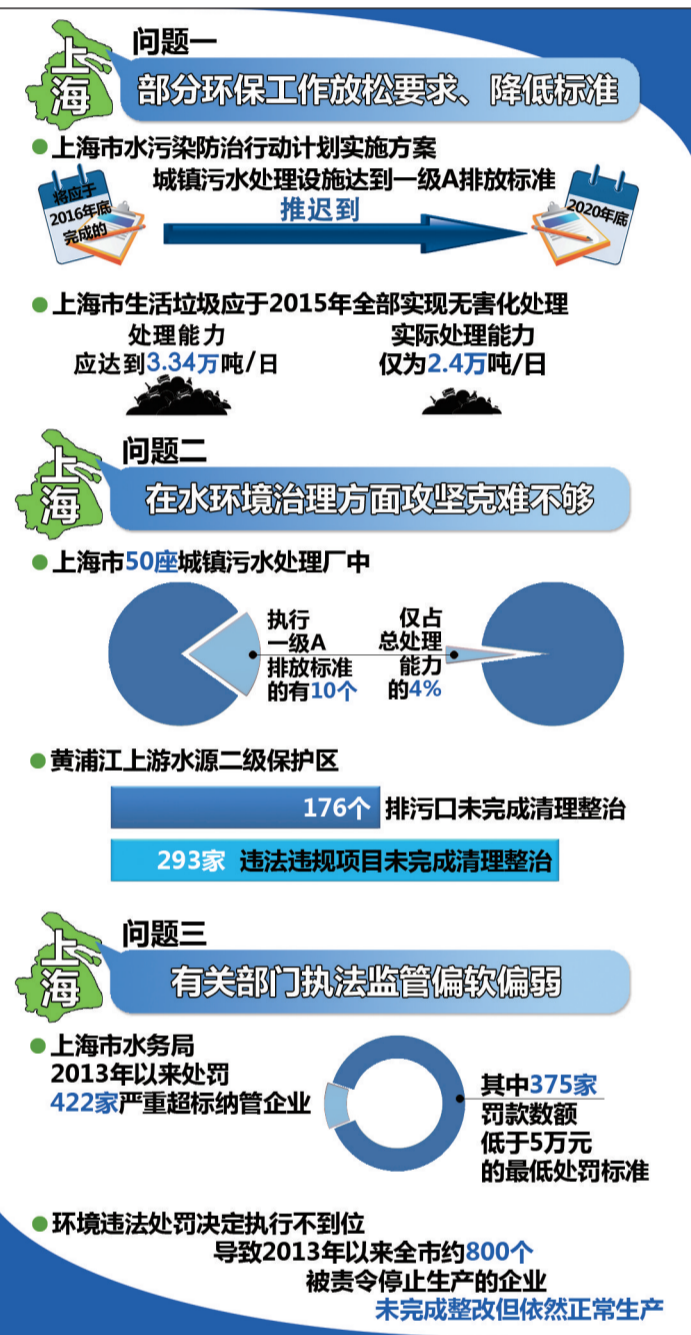 上海
问题一
部分环保工作放松要求、降低标准
上海市水污染防治行动计划实施方案
城镇污水处理设施达到一级A排放标准
将应于
2016年底
完成的
推迟到
2020年底
上海市生活垃圾应于2015年全部实现无害化处理
处理能力
应达到3.34万吨/日
实际处理能力
仅为2.4万吨/日
上海
问题二
在水环境治理方面攻坚克难不够
上海市50座城镇污水处理厂中
执行
一级A
排放标准
的有10个
仅占
总处理
能力
的4%
黄浦江上游水源二级保护区
176个 排污口未完成清理整治
293家 违法违规项目未完成清理整治
上海
问题三
有关部门执法监管偏软偏弱
上海市水务局
2013年以来处罚
422家严重超标纳管企业
其中375家
罚款数额
低于5万元
的最低处罚标准
环境违法处罚决定执行不到位
导致2013年以来全市约800个
被责令停止生产的企业
未完成整改但依然正常生产